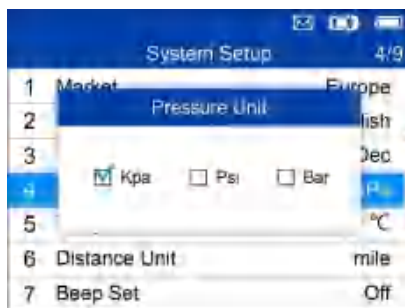 System Setup 4/9
1 Market Europe
Pressure Unit
2 lish
3 Dec
Kpa Psi Bar
4 Pa
5 °C
6 Distance Unit mile
7 Beep Set Off